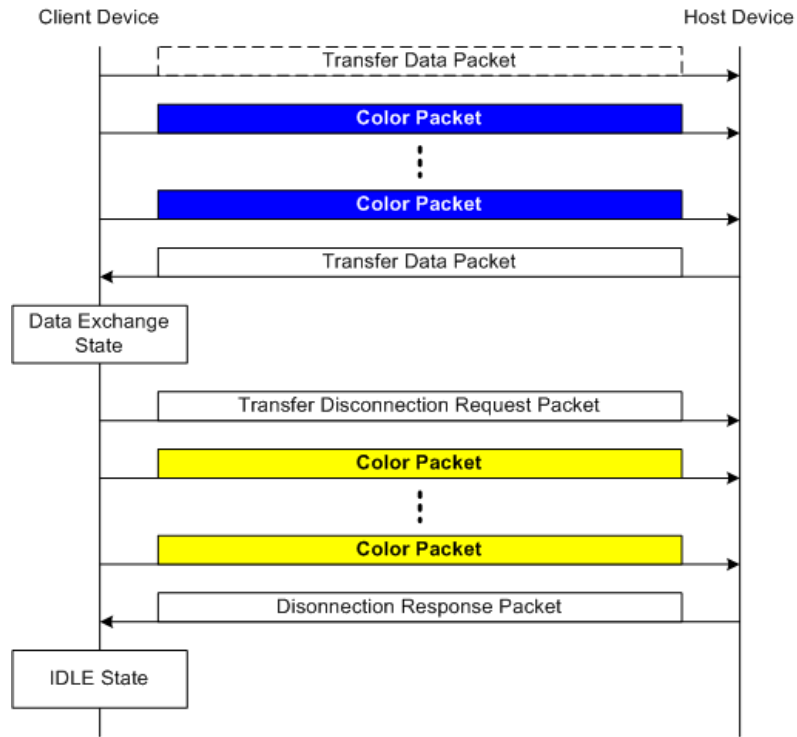 Client Device
Host Device
Transfer Data Packet
Color Packet
Color Packet
Transfer Data Packet
Data Exchange
State
Transfer Disconnection Request Packet
Color Packet
Color Packet
Disonnection Response Packet
IDLE State